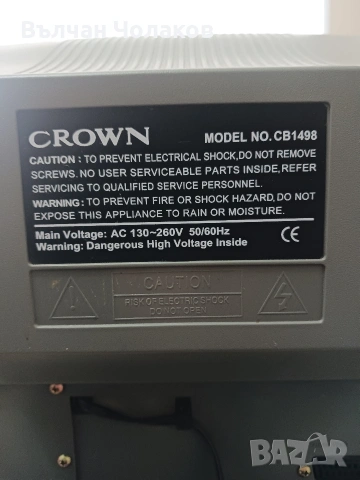 Вълчан Чолаков
CROWN MODEL NO. CB1498
CAUTION : TO PREVENT ELECTRICAL SHOCK,DO NOT REMOVE
SCREWS. NO USER SERVICEABLE PARTS INSIDE,REFER
SERVICING TO QUALIFIED SERVICE PERSONNEL.
WARNING: TO PREVENT FIRE OR SHOCK HAZARD, DO NOT
EXPOSE THIS APPLIANCE TO RAIN OR MOISTURE.
Main Voltage: AC 130~260V 50/60Hz
Warning: Dangerous High Voltage Inside CE
CAUTION
RISK OF ELECTRIC SHOCK
DO NOT OPEN
BAZAR
bg